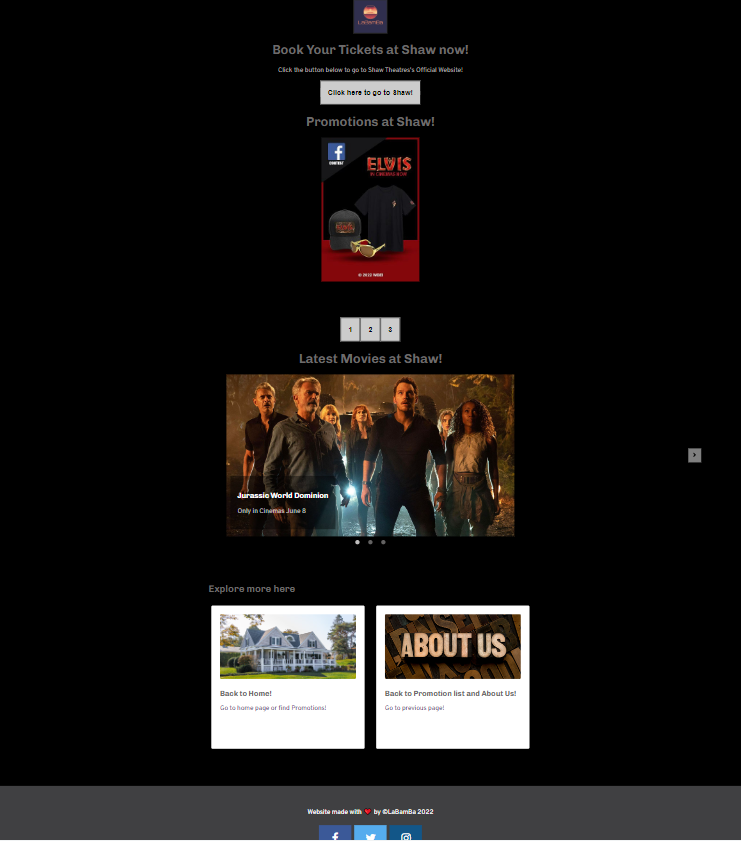 LaBamBa
Book Your Tickets at Shaw now!
Click the button below to go to Shaw Theatres's Official Website!
Click here to go to Shaw!
Promotions at Shaw!
CONTEST
ELVIS
IN CINEMAS NOW
© 2022 WBEI
1 2 3
Latest Movies at Shaw!
Jurassic World Dominion
Only in Cinemas June 8
Explore more here
ABOUT US
Back to Home!
Go to home page or find Promotions!
Back to Promotion list and About Us!
Go to previous page!
Website made with ❤ by ©LaBamBa 2022